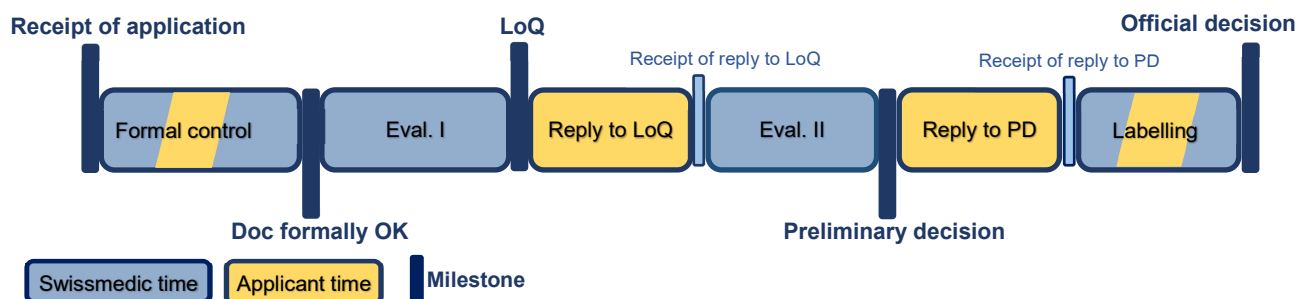 Official decision
Receipt of application
LoQ
Receipt of reply to LoQ
Receipt of reply to PD
Formal control
Eval. I
Reply to LoQ
Eval. II
Reply to PD
Labelling
Doc formally OK
Preliminary decision
Swissmedic time
Applicant time
Milestone